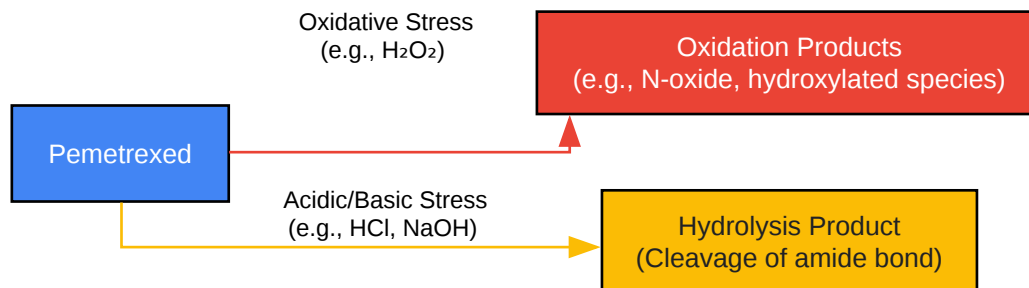 Oxidative Stress
(e.g., H₂O₂)
Oxidation Products
(e.g., N-oxide, hydroxylated species)
Pemetrexed
Acidic/Basic Stress
(e.g., HCl, NaOH)
Hydrolysis Product
(Cleavage of amide bond)